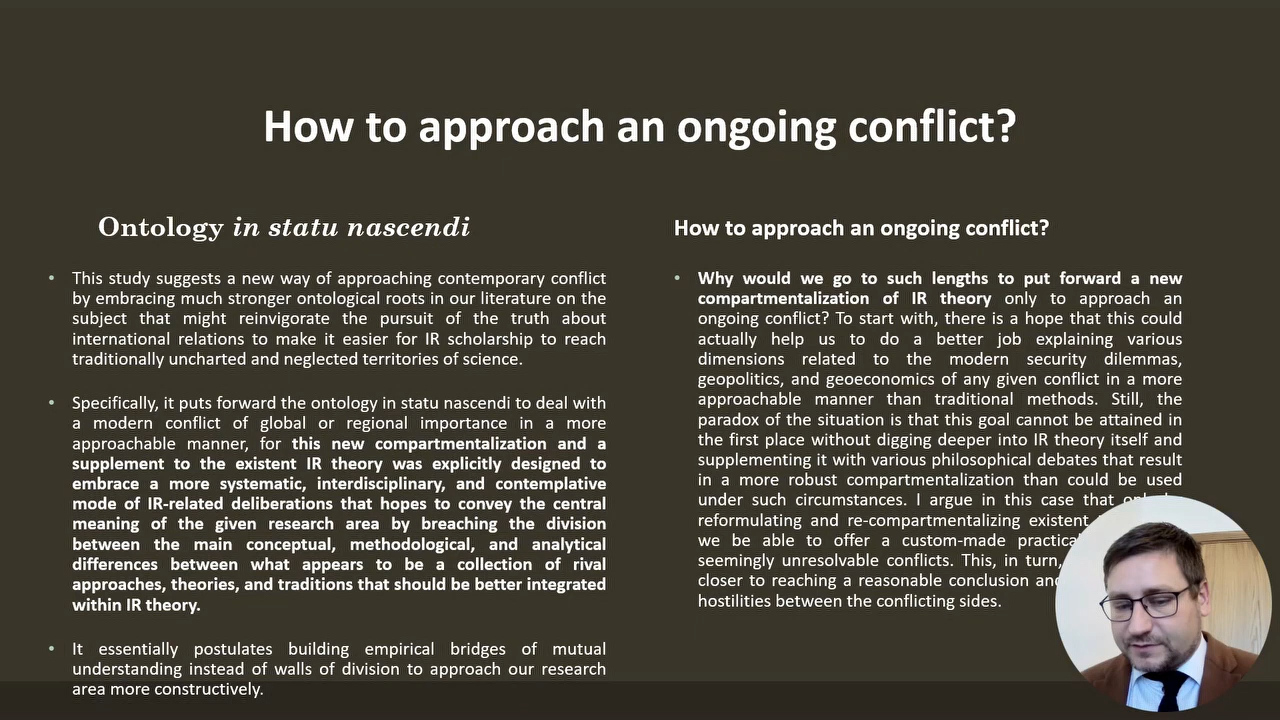 How to approach an ongoing conflict?
Ontology in statu nascendi
• This study suggests a new way of approaching contemporary conflict
by embracing much stronger ontological roots in our literature on the
subject that might reinvigorate the pursuit of the truth about
international relations to make it easier for IR scholarship to reach
traditionally uncharted and neglected territories of science.
• Specifically, it puts forward the ontology in statu nascendi to deal with
a modern conflict of global or regional importance in a more
approachable manner, for this new compartmentalization and a
supplement to the existent IR theory was explicitly designed to
embrace a more systematic, interdisciplinary, and contemplative
mode of IR-related deliberations that hopes to convey the central
meaning of the given research area by breaching the division
between the main conceptual, methodological, and analytical
differences between what appears to be a collection of rival
approaches, theories, and traditions that should be better integrated
within IR theory.
• It essentially postulates building empirical bridges of mutual
understanding instead of walls of division to approach our research
area more constructively.
How to approach an ongoing conflict?
• Why would we go to such lengths to put forward a new
compartmentalization of IR theory only to approach an
ongoing conflict? To start with, there is a hope that this could
actually help us to do a better job explaining various
dimensions related to the modern security dilemmas,
geopolitics, and geoeconomics of any given conflict in a more
approachable manner than traditional methods. Still, the
paradox of the situation is that this goal cannot be attained in
the first place without digging deeper into IR theory itself and
supplementing it with various philosophical debates that result
in a more robust compartmentalization than could be used
under such circumstances. I argue in this case that
reformulating and re-compartmentalizing existent
we be able to offer a custom-made
seemingly unresolvable conflicts. This, in turn,
closer to reaching a reasonable conclusion
hostilities between the conflicting sides.